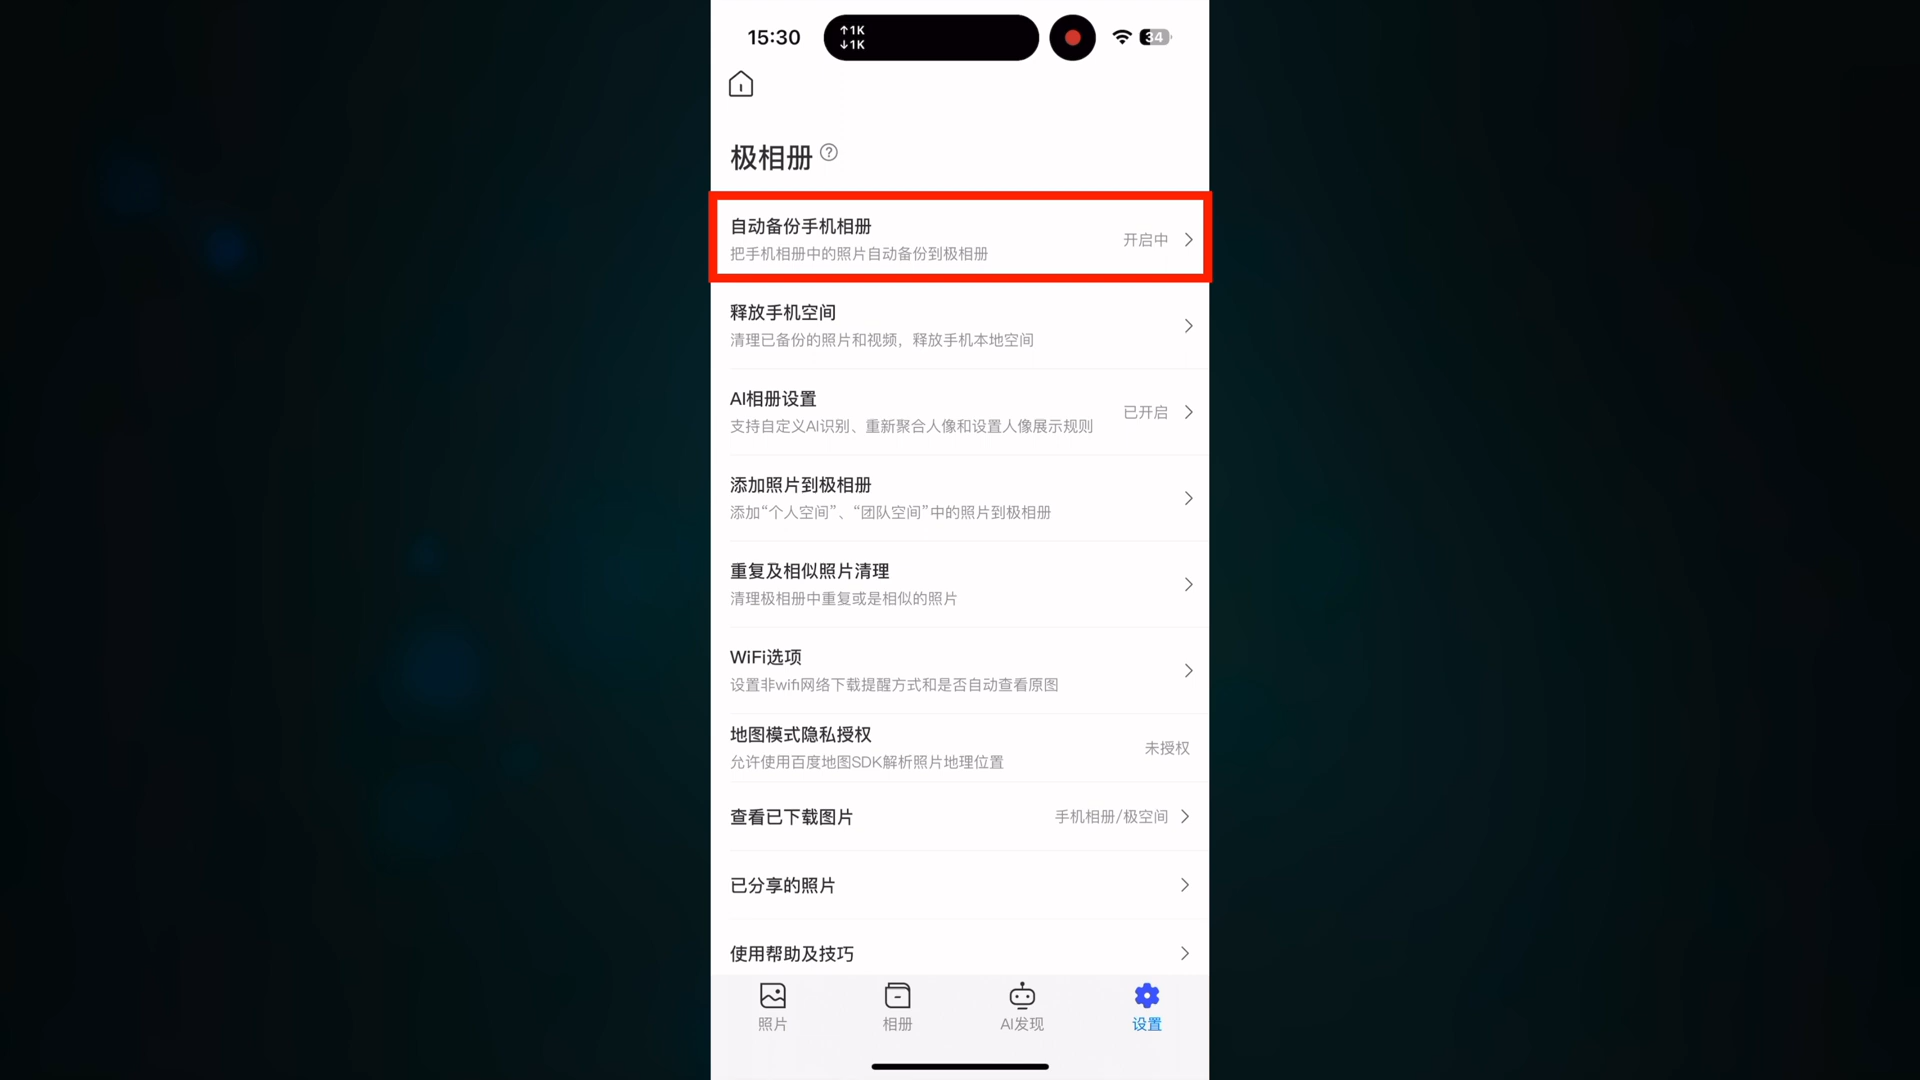 15:30
↑1K
↓1K
34
极相册
自动备份手机相册
把手机相册中的照片自动备份到极相册
开启中
释放手机空间
清理已备份的照片和视频，释放手机本地空间
AI相册设置
支持自定义AI识别、重新聚合人像和设置人像展示规则
已开启
添加照片到极相册
添加“个人空间”、“团队空间”中的照片到极相册
重复及相似照片清理
清理极相册中重复或是相似的照片
WiFi选项
设置非wifi网络下载提醒方式和是否自动查看原图
地图模式隐私授权
允许使用百度地图SDK解析照片地理位置
未授权
查看已下载图片
手机相册/极空间
已分享的照片
使用帮助及技巧
照片
相册
AI发现
设置